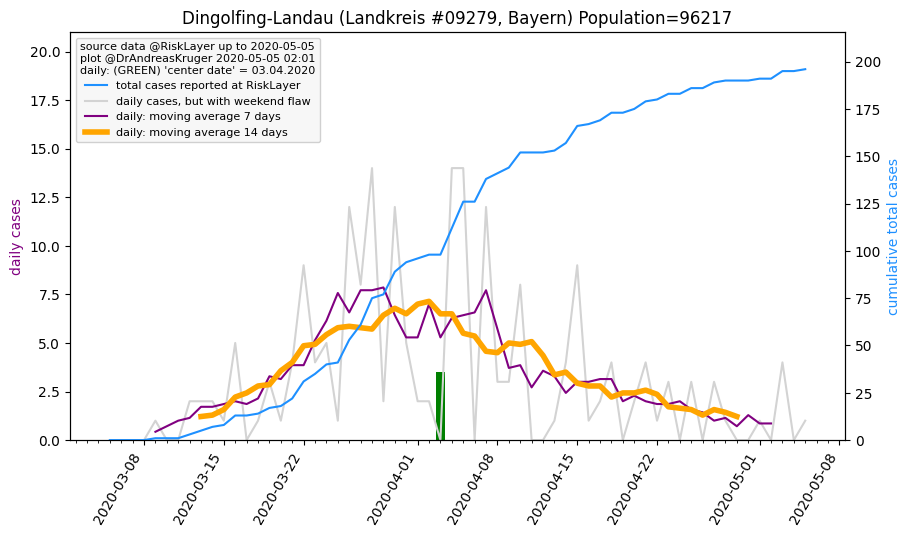 Dingolfing-Landau (Landkreis #09279, Bayern) Population=96217
source data @RiskLayer up to 2020-05-05
plot @DrAndreasKruger 2020-05-05 02:01
daily: (GREEN) 'center date' = 03.04.2020
total cases reported at RiskLayer
daily cases, but with weekend flaw
daily: moving average 7 days
daily: moving average 14 days
daily cases
20.0
17.5
15.0
12.5
10.0
7.5
5.0
2.5
0.0
cumulative total cases
200
175
150
125
100
75
50
25
0
2020-03-08
2020-03-15
2020-03-22
2020-04-01
2020-04-08
2020-04-15
2020-04-22
2020-05-01
2020-05-08